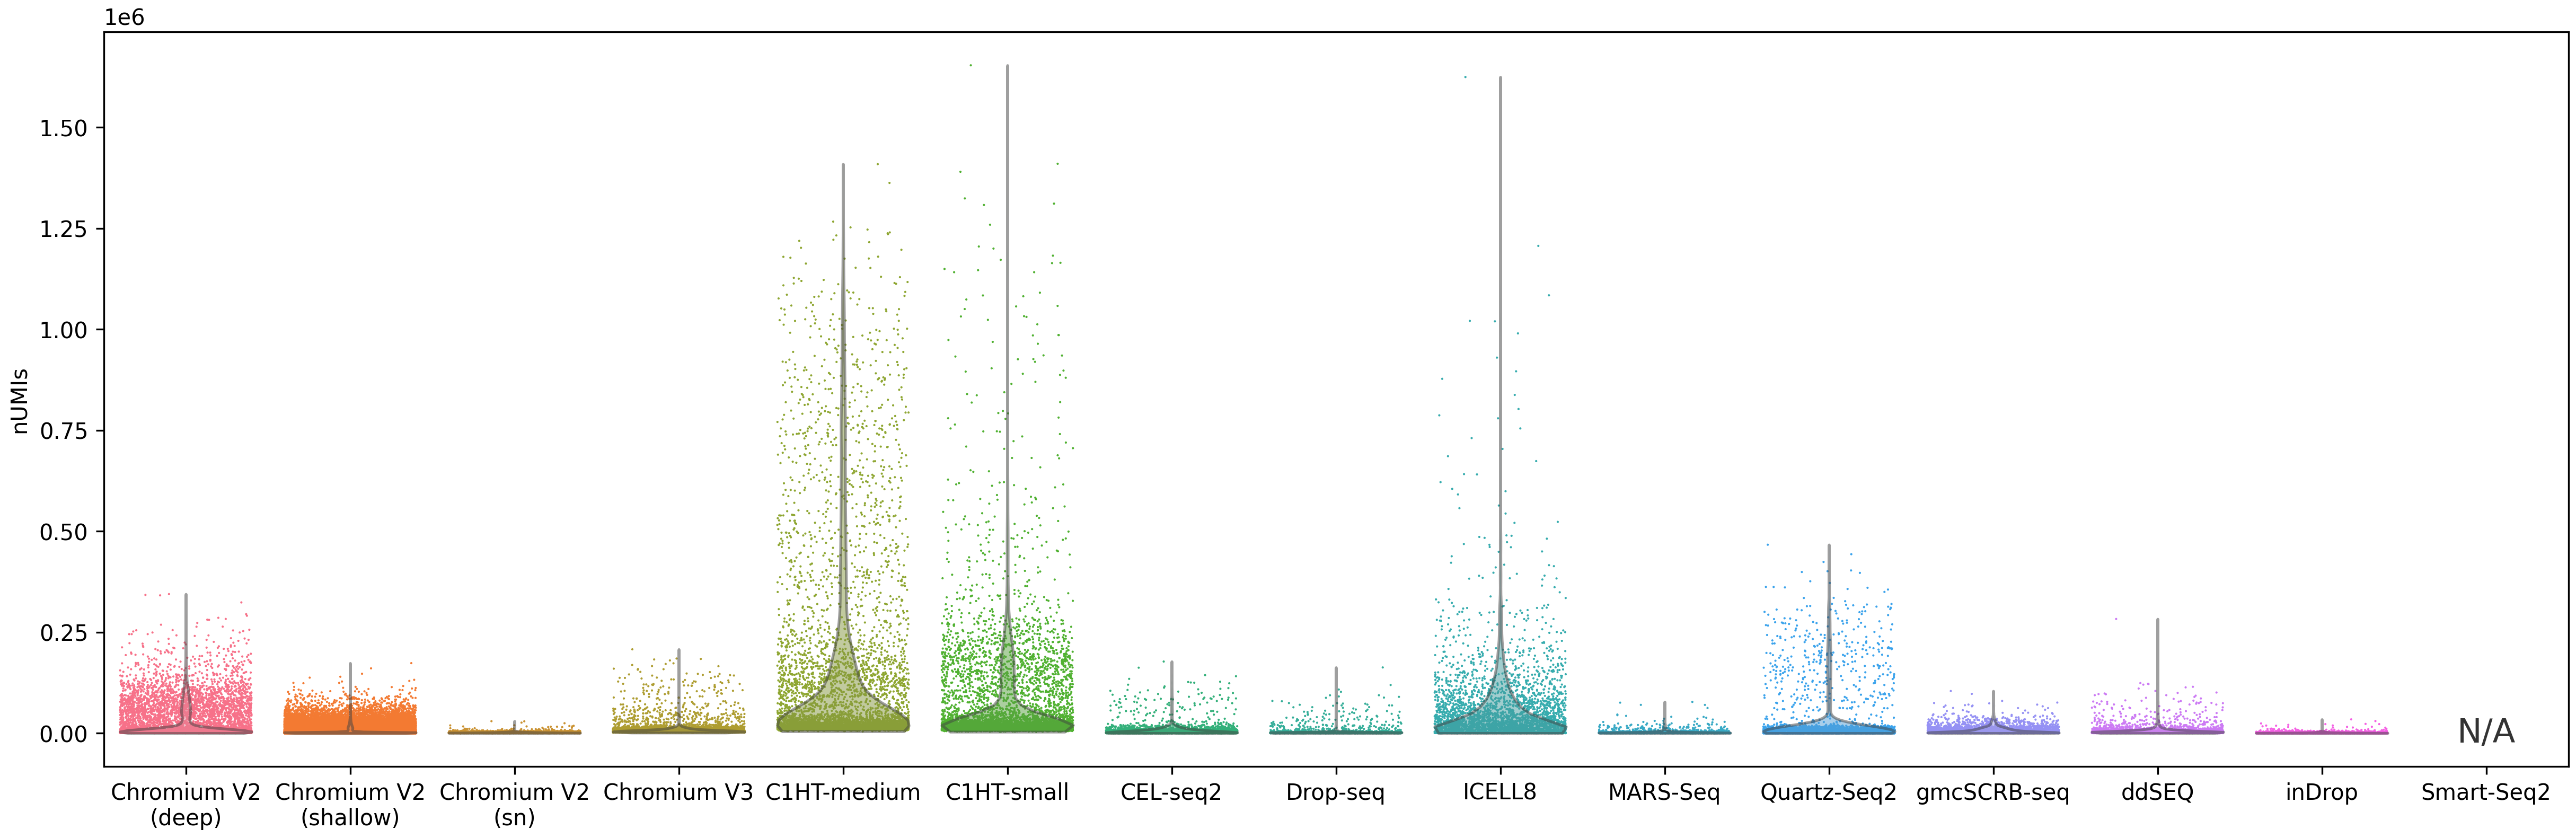 1e6
nUMIs
1.50
1.25
1.00
0.75
0.50
0.25
0.00
N/A
Chromium V2 (deep)
Chromium V2 (shallow)
Chromium V2 (sn)
Chromium V3
C1HT-medium
C1HT-small
CEL-seq2
Drop-seq
ICELL8
MARS-Seq
Quartz-Seq2
gmcSCRB-seq
ddSEQ
inDrop
Smart-Seq2